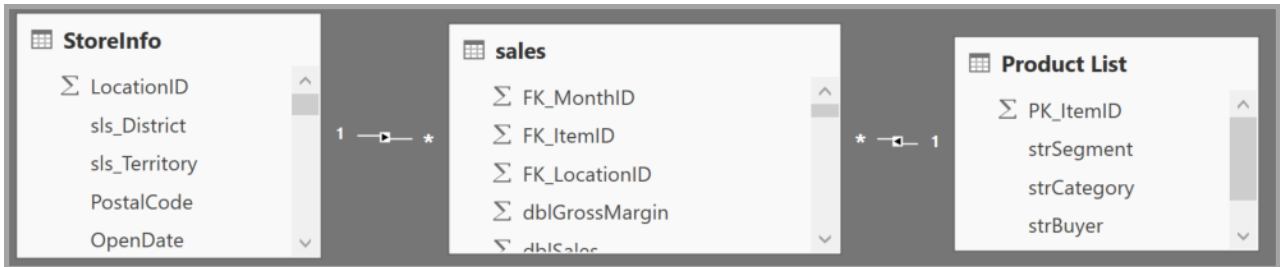 StoreInfo
Σ LocationID
sls_District
sls_Territory
PostalCode
OpenDate
1
*
sales
Σ FK_MonthID
Σ FK_ItemID
Σ FK_LocationID
Σ dblGrossMargin
Σ dblSales
*
1
Product List
Σ PK_ItemID
strSegment
strCategory
strBuyer